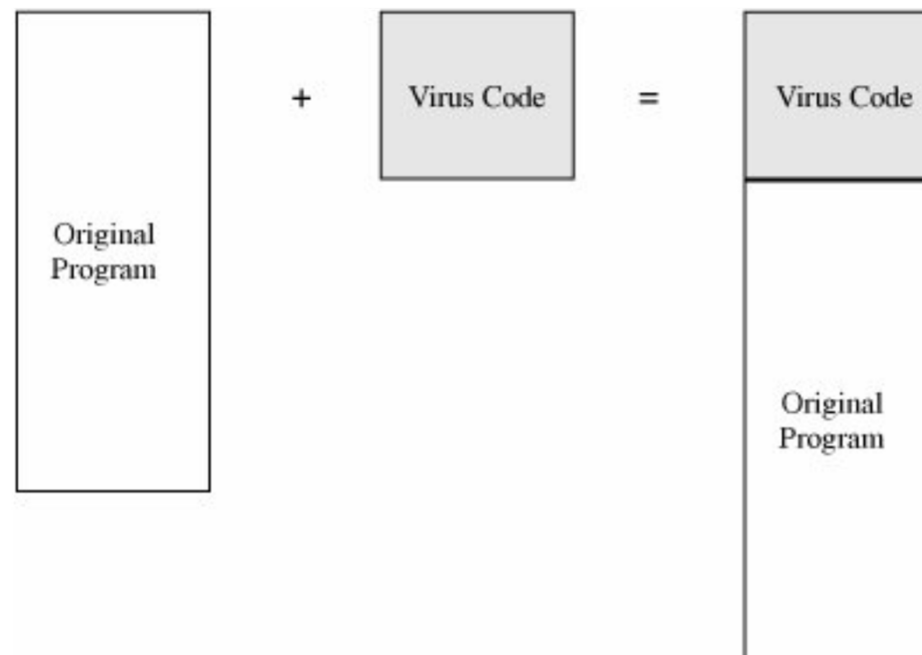 +
Virus Code
=
Virus Code
Original
Program
Original
Program